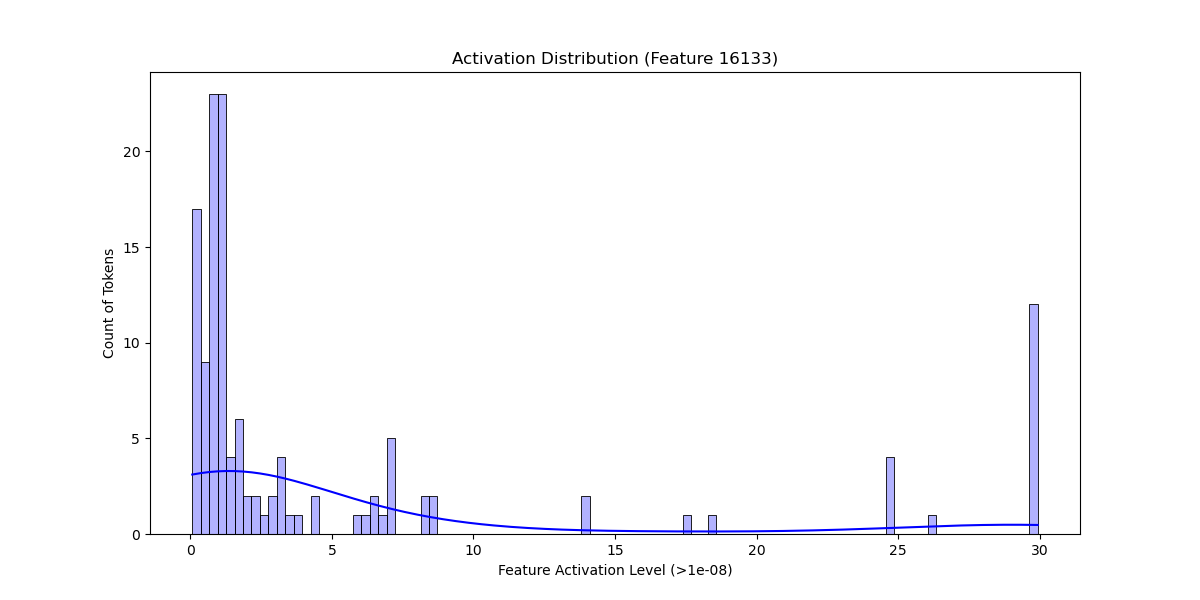 Activation Distribution (Feature 16133)
Count of Tokens
20
15
10
5
0
0 5 10 15 20 25 30
Feature Activation Level (>1e-08)